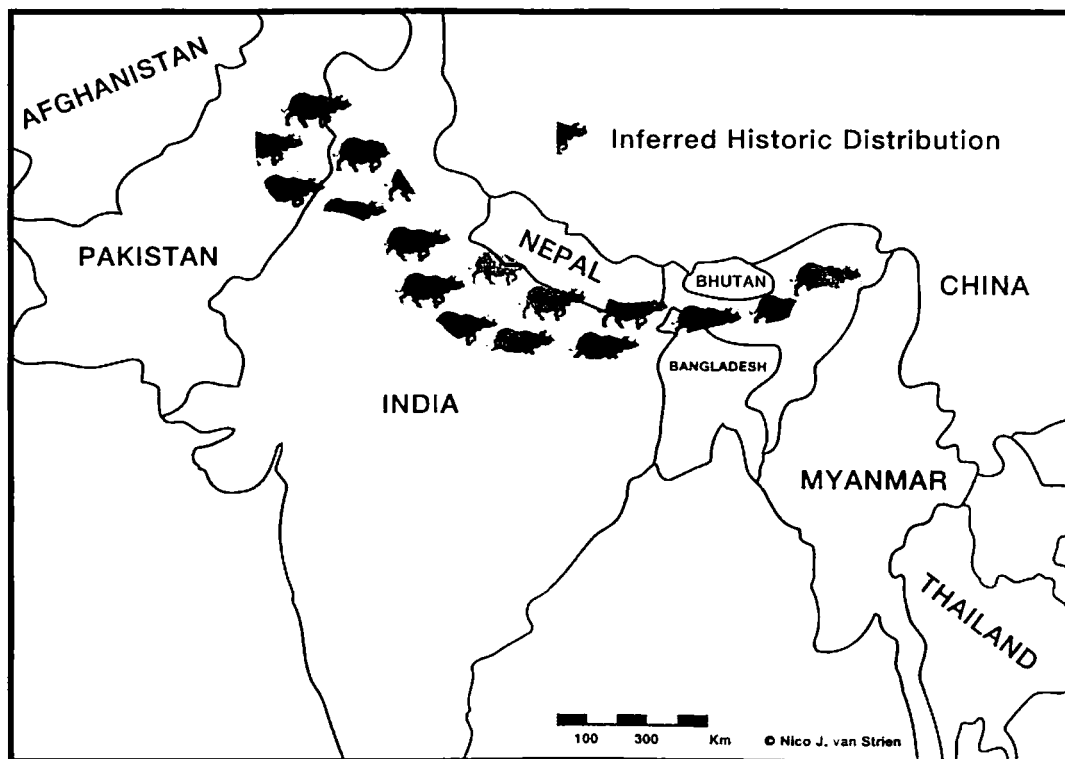 AFGHANISTAN
Inferred Historic Distribution
PAKISTAN
NEPAL
BHUTAN
CHINA
BANGLADESH
INDIA
MYANMAR
THAILAND
100 300 Km © Nico J. van Strien